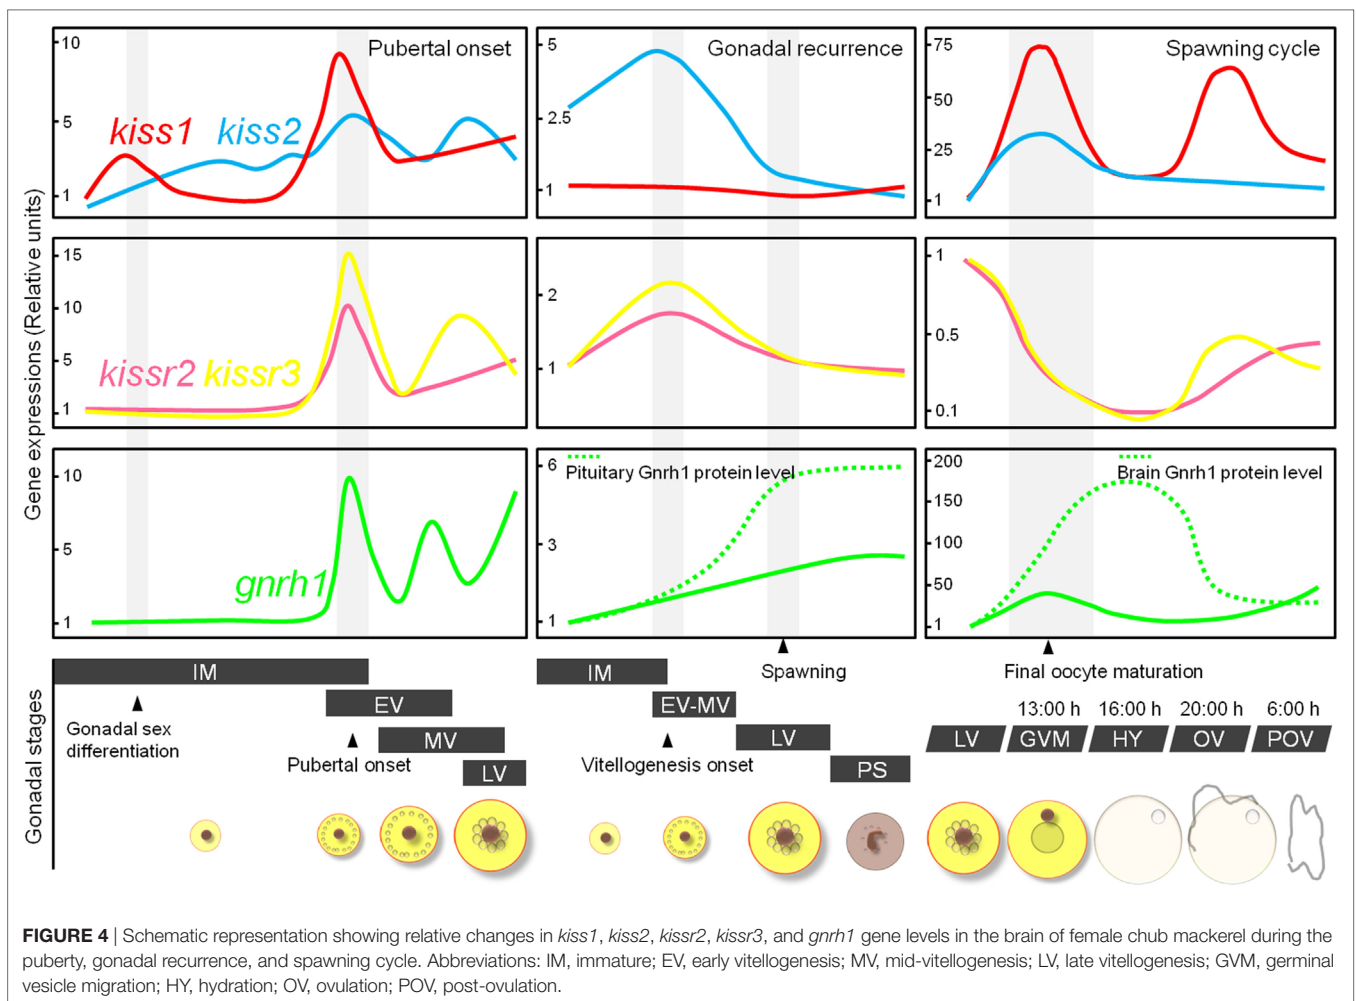 Gene expressions (Relative units)
Pubertal onset
10
5
1
kiss1 kiss2
Gonadal recurrence
5
2.5
1
Spawning cycle
75
50
25
1
15
10
5
1
kissr2 kissr3
2
1
1
0.5
0.1
10
5
1
gnrh1
6
3
1
Pituitary Gnrh1 protein level
200
150
100
50
1
Brain Gnrh1 protein level
Gonadal stages
IM
EV
MV
LV
Gonadal sex
differentiation
Pubertal onset
IM
EV-MV
LV
PS
Spawning
Vitellogenesis onset
Final oocyte maturation
13:00 h 16:00 h 20:00 h 6:00 h
LV GVM HY OV POV
FIGURE 4 | Schematic representation showing relative changes in kiss1, kiss2, kissr2, kissr3, and gnrh1 gene levels in the brain of female chub mackerel during the
puberty, gonadal recurrence, and spawning cycle. Abbreviations: IM, immature; EV, early vitellogenesis; MV, mid-vitellogenesis; LV, late vitellogenesis; GVM, germinal
vesicle migration; HY, hydration; OV, ovulation; POV, post-ovulation.